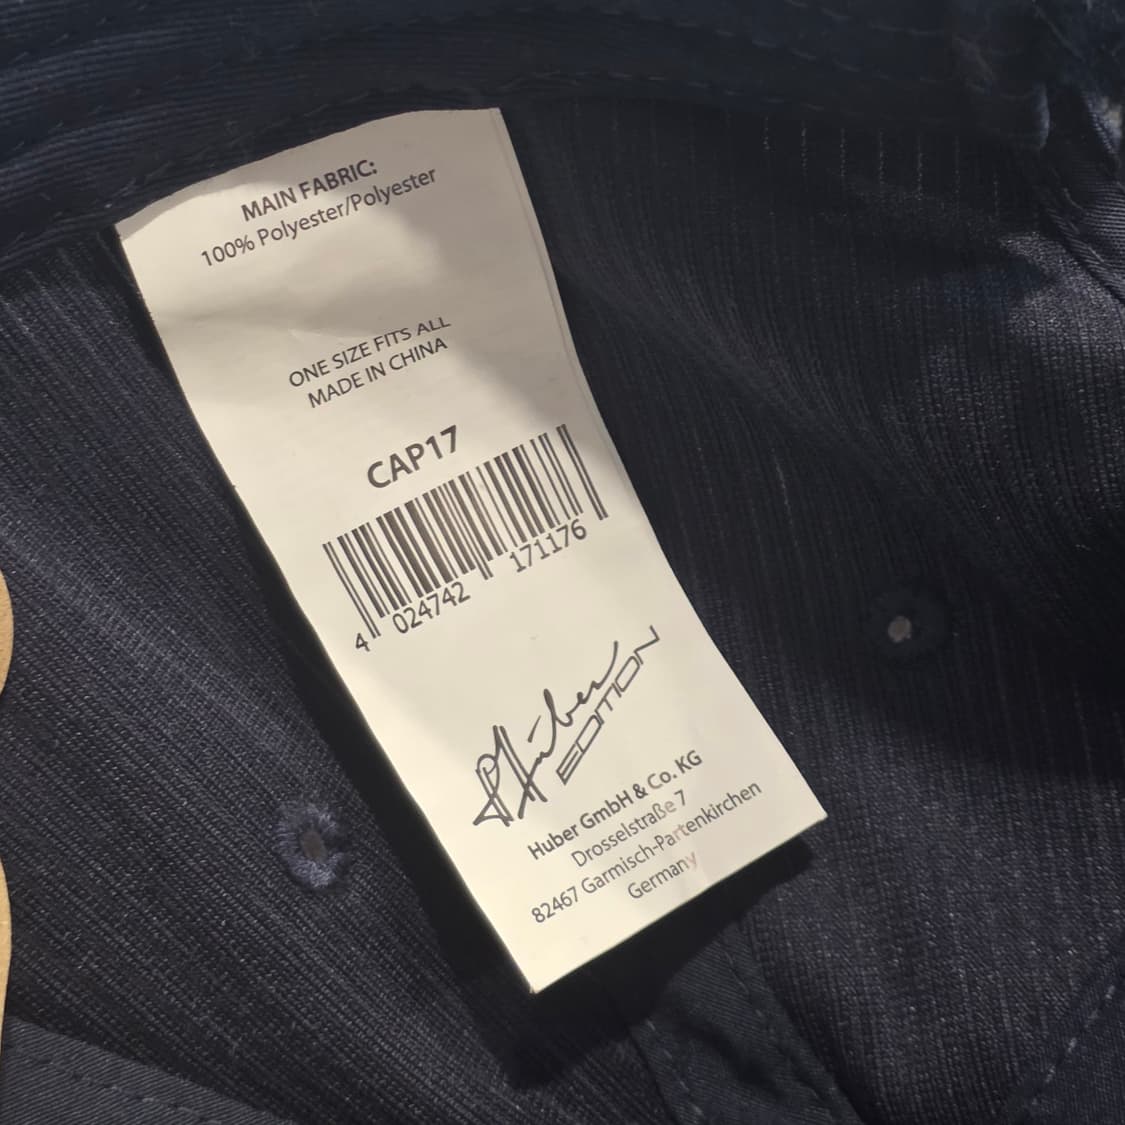 MAIN FABRIC:
100% Polyester/Polyester
ONE SIZE FITS ALL
MADE IN CHINA
CAP17
4 024742 171176
Huber
EDITION
Huber GmbH & Co. KG
Drosselstraße 7
82467 Garmisch-Partenkirchen
Germany